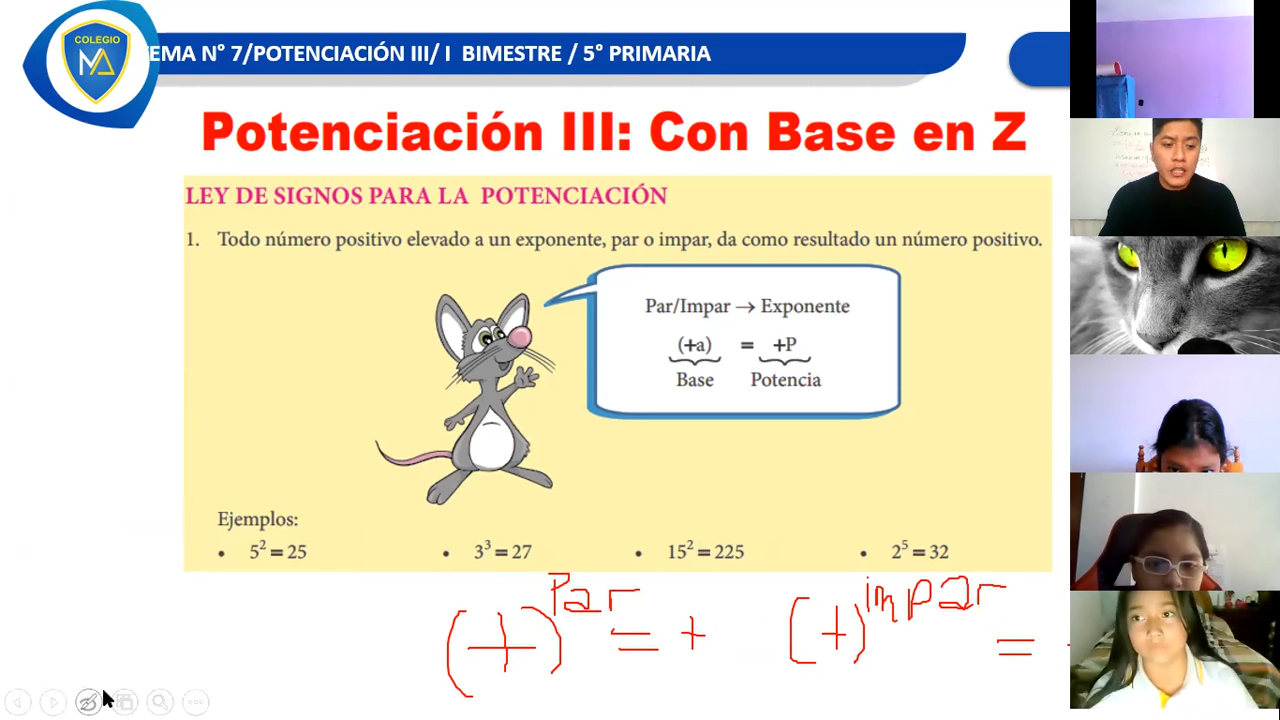 COLEGIO
MA
TEMA N° 7/POTENCIACIÓN III/ I BIMESTRE / 5° PRIMARIA
Potenciación III: Con Base en Z
LEY DE SIGNOS PARA LA POTENCIACIÓN
1. Todo número positivo elevado a un exponente, par o impar, da como resultado un número positivo.
Par/Impar → Exponente
(+a) = +P
Base Potencia
Ejemplos:
• 5² = 25 • 3³ = 27 • 15² = 225 • 2⁵ = 32
(+)^Par = + (+)^impar =